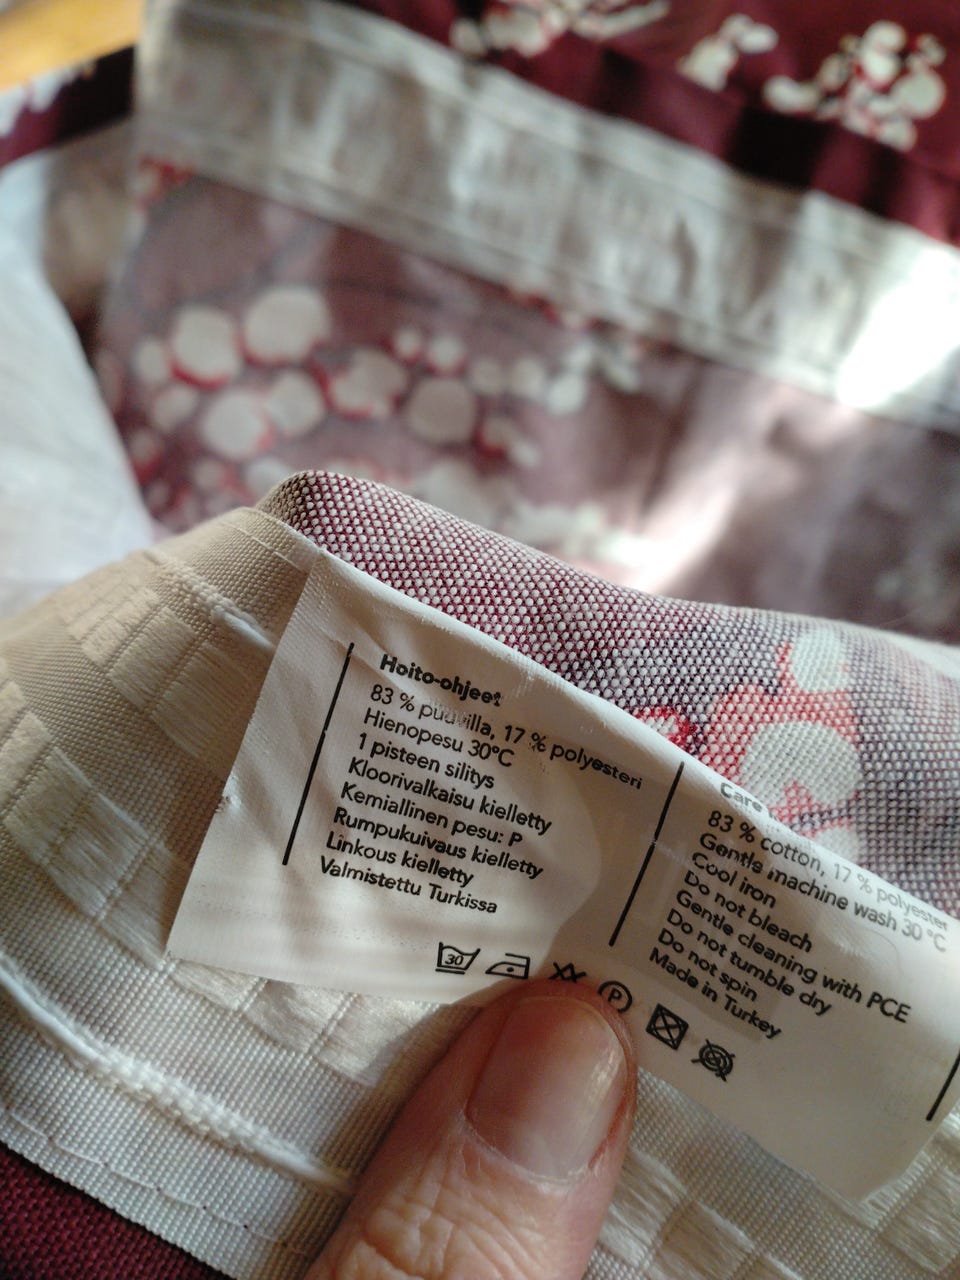 Hoito-ohjeet
83 % puuvilla, 17 % polyesteri
Hienopesu 30°C
1 pisteen silitys
Kloorivalkaisu kielletty
Kemiallinen pesu: P
Rumpukuivaus kielletty
Linkous kielletty
Valmistettu Turkissa
30
P
Care
83 % cotton, 17 % polyester
Gentle machine wash 30 °C
Cool iron
Do not bleach
Gentle cleaning with PCE
Do not tumble dry
Do not spin
Made in Turkey